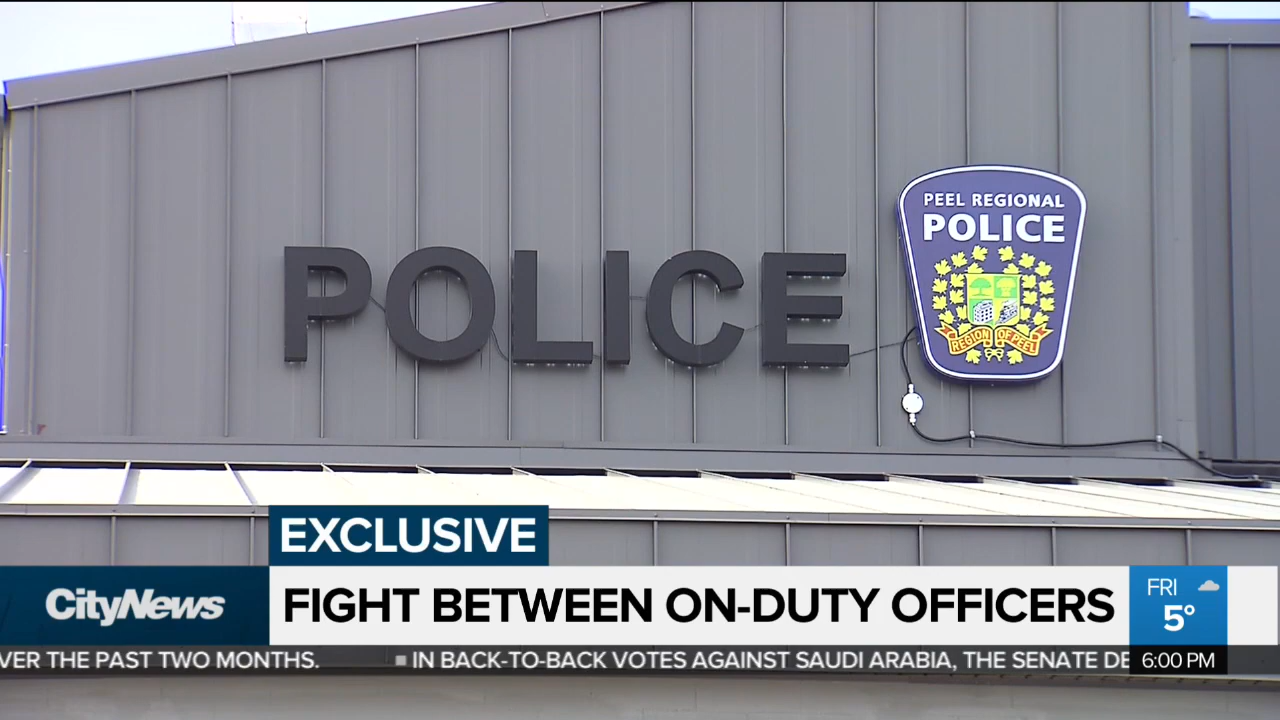 POLICE
PEEL REGIONAL
POLICE
REGION OF PEEL
EXCLUSIVE
CityNews
FIGHT BETWEEN ON-DUTY OFFICERS
FRI
5°
VER THE PAST TWO MONTHS. ■ IN BACK-TO-BACK VOTES AGAINST SAUDI ARABIA, THE SENATE DE
6:00 PM